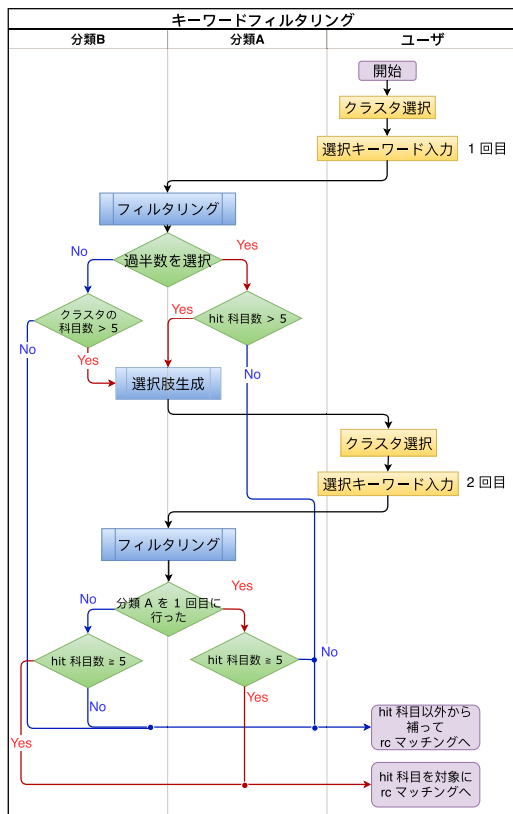 キーワードフィルタリング
分類B
分類A
ユーザ
開始
クラスタ選択
選択キーワード入力
1 回目
フィルタリング
過半数を選択
No
Yes
クラスタの
科目数 > 5
hit 科目数 > 5
Yes
No
Yes
No
選択肢生成
クラスタ選択
選択キーワード入力
2 回目
フィルタリング
分類 A を 1 回目に
行った
No
Yes
hit 科目数 ≧ 5
hit 科目数 ≧ 5
No
Yes
No
Yes
hit 科目以外から
補って
rc マッチングへ
hit 科目を対象に
rc マッチングへ